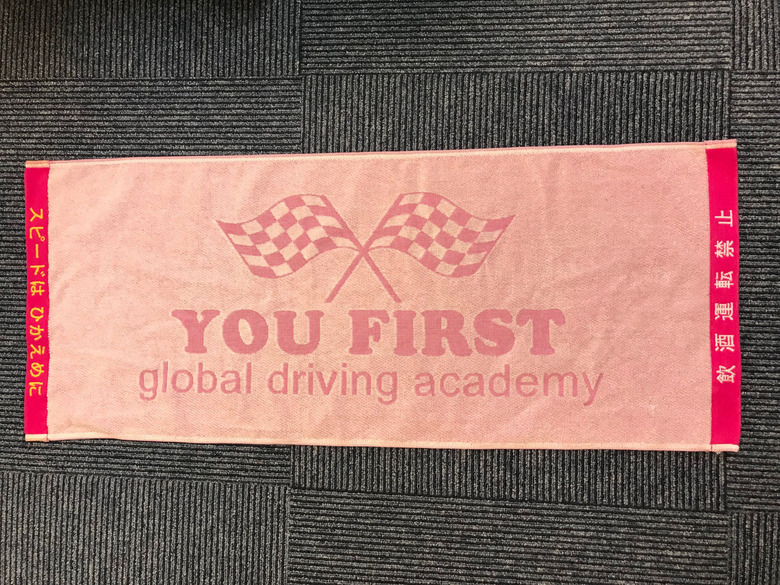 スピードは ひかえめに
YOU FIRST
global driving academy
飲酒運転禁止